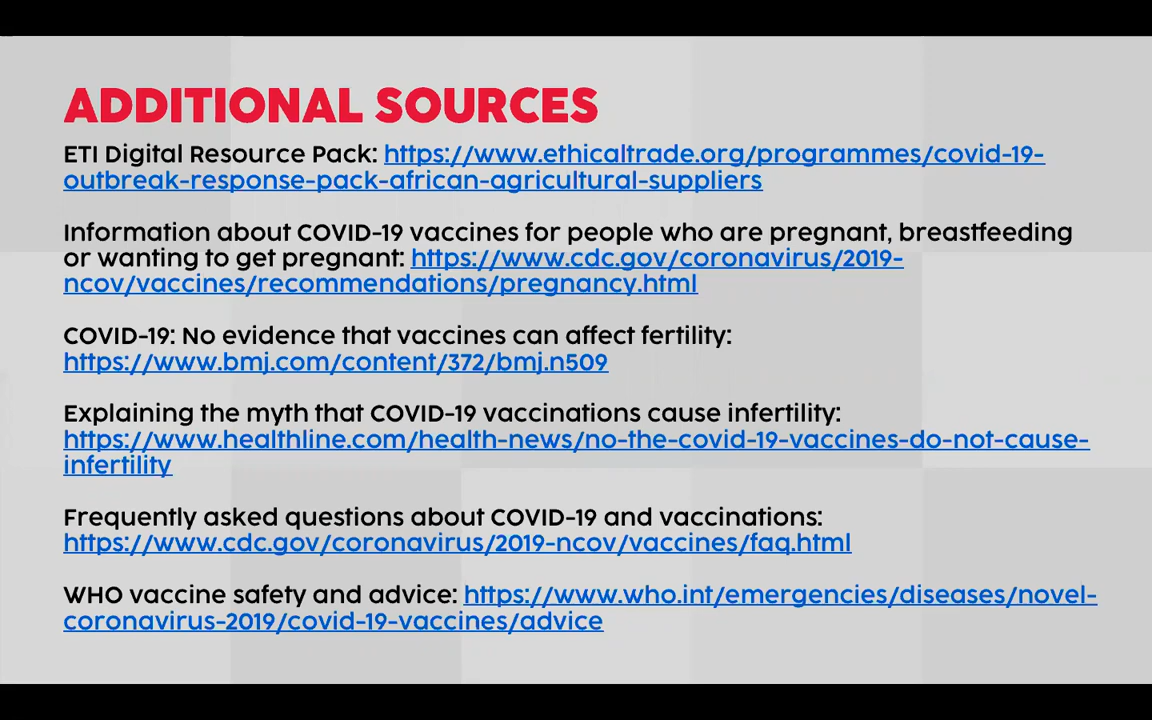 ADDITIONAL SOURCES
ETI Digital Resource Pack: https://www.ethicaltrade.org/programmes/covid-19-
outbreak-response-pack-african-agricultural-suppliers
Information about COVID-19 vaccines for people who are pregnant, breastfeeding
or wanting to get pregnant: https://www.cdc.gov/coronavirus/2019-
ncov/vaccines/recommendations/pregnancy.html
COVID-19: No evidence that vaccines can affect fertility:
https://www.bmj.com/content/372/bmj.n509
Explaining the myth that COVID-19 vaccinations cause infertility:
https://www.healthline.com/health-news/no-the-covid-19-vaccines-do-not-cause-
infertility
Frequently asked questions about COVID-19 and vaccinations:
https://www.cdc.gov/coronavirus/2019-ncov/vaccines/faq.html
WHO vaccine safety and advice: https://www.who.int/emergencies/diseases/novel-
coronavirus-2019/covid-19-vaccines/advice